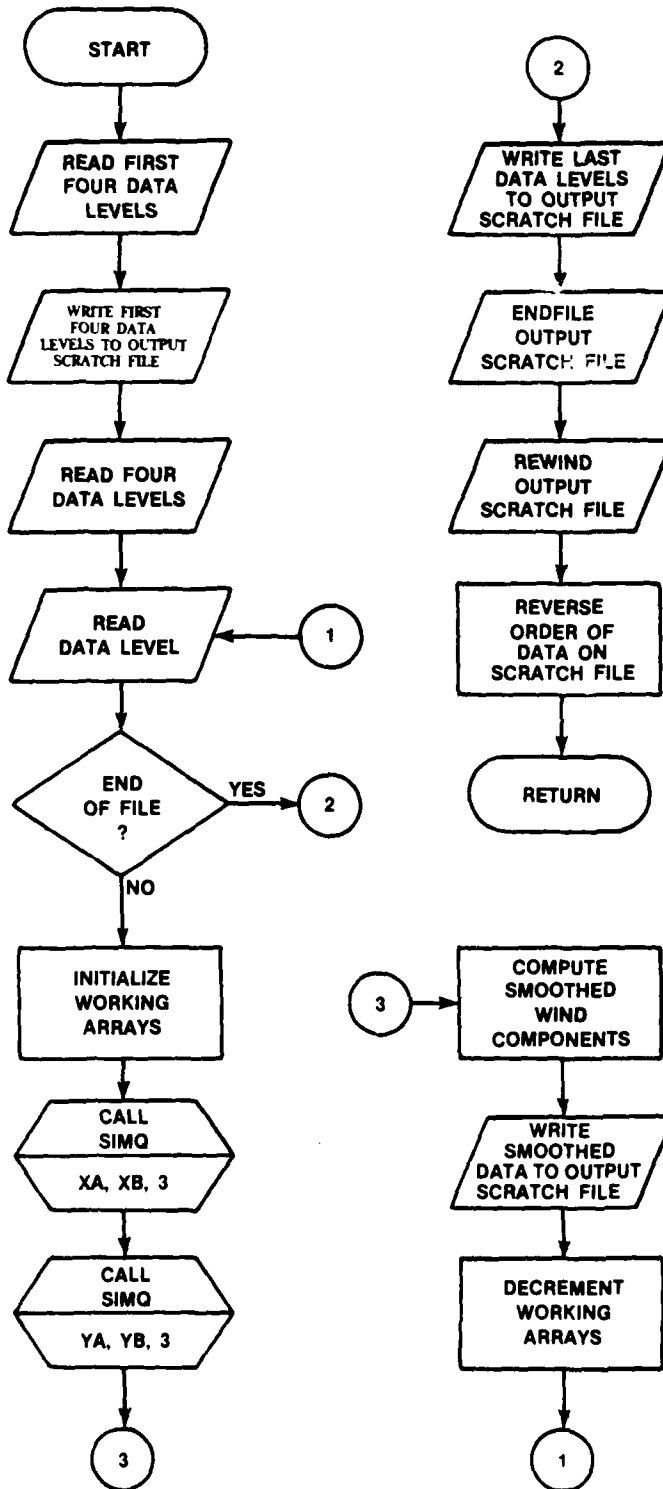 START
READ FIRST
FOUR DATA
LEVELS
WRITE FIRST
FOUR DATA
LEVELS TO OUTPUT
SCRATCH FILE
READ FOUR
DATA LEVELS
READ
DATA LEVEL
1
END
OF FILE
?
YES
2
NO
INITIALIZE
WORKING
ARRAYS
CALL
SIMQ
XA, XB, 3
CALL
SIMQ
YA, YB, 3
3
2
WRITE LAST
DATA LEVELS
TO OUTPUT
SCRATCH FILE
ENDFILE
OUTPUT
SCRATCH FILE
REWIND
OUTPUT
SCRATCH FILE
REVERSE
ORDER OF
DATA ON
SCRATCH FILE
RETURN
3
COMPUTE
SMOOTHED
WIND
COMPONENTS
WRITE
SMOOTHED
DATA TO OUTPUT
SCRATCH FILE
DECREMENT
WORKING
ARRAYS
1